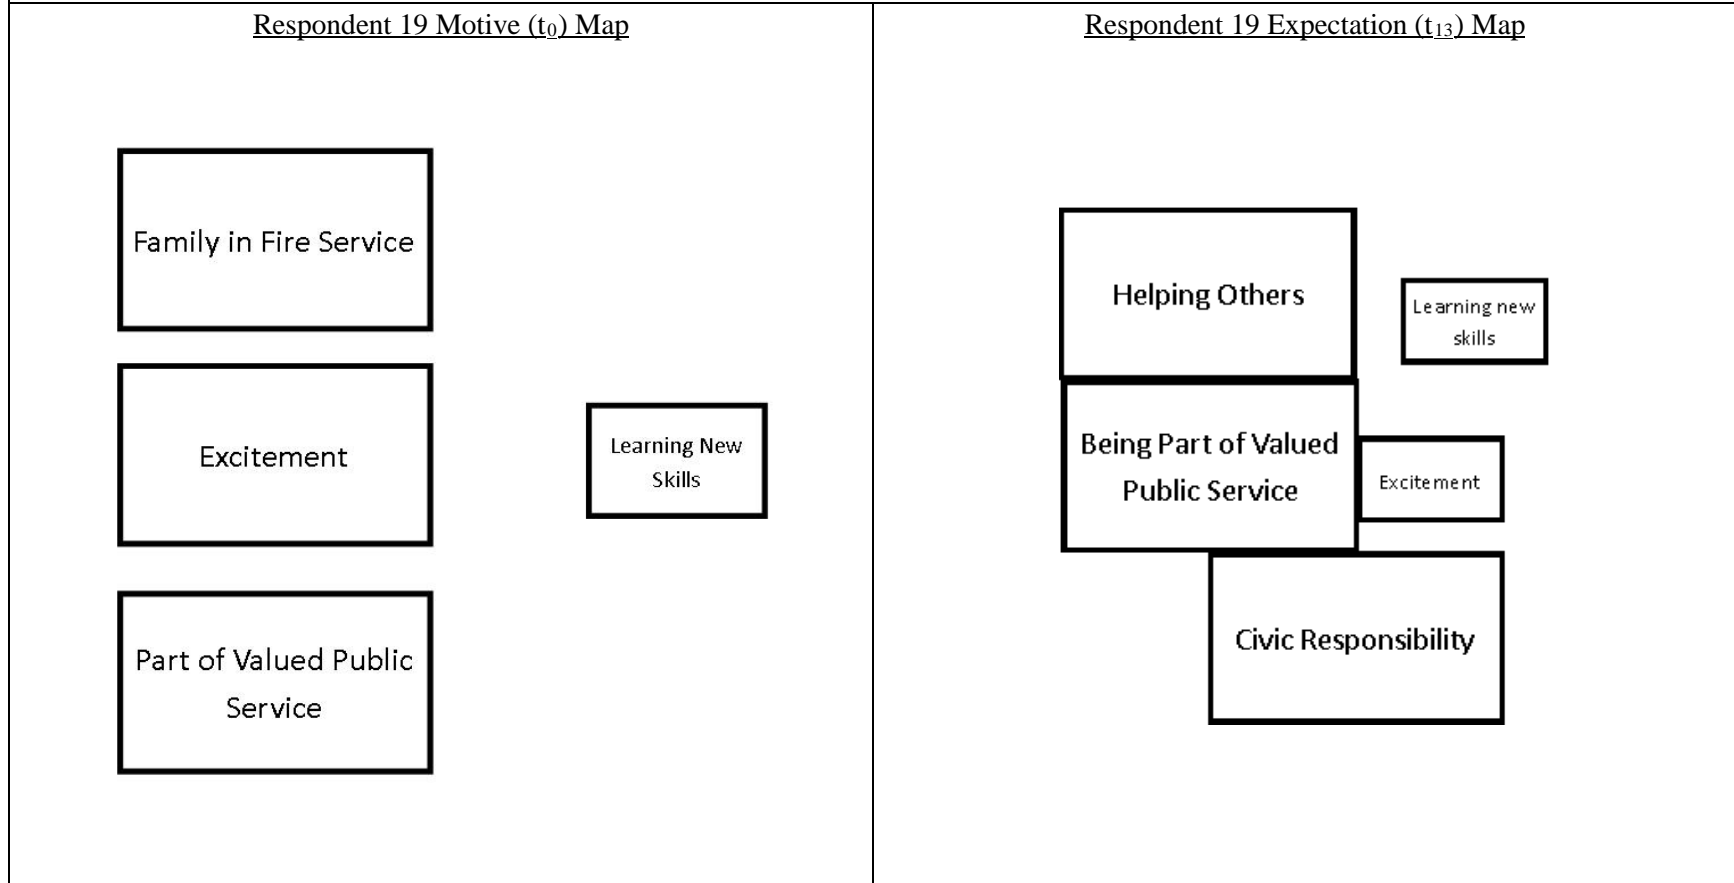 Respondent 19 Motive (t0) Map
Family in Fire Service
Excitement
Learning New
Skills
Part of Valued Public
Service
Respondent 19 Expectation (t13) Map
Helping Others
Learning new
skills
Being Part of Valued
Public Service
Excitement
Civic Responsibility